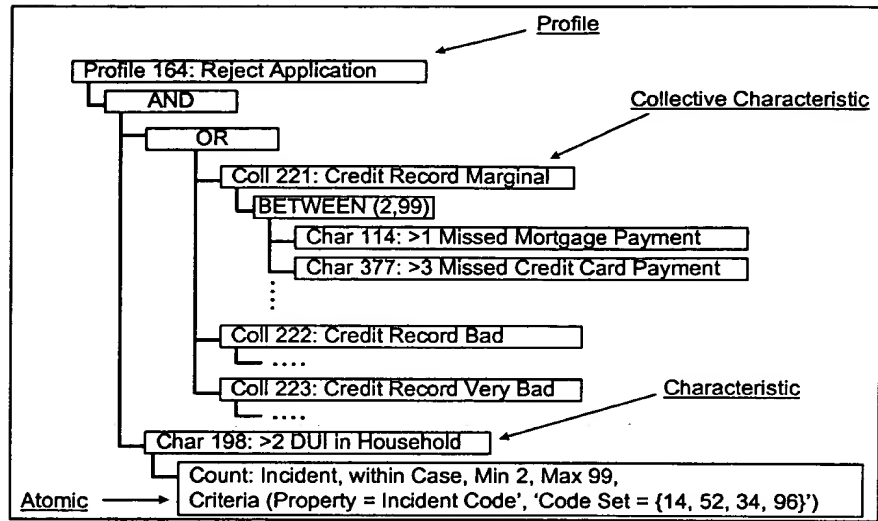 Profile
Profile 164: Reject Application
AND
Collective Characteristic
OR
Coll 221: Credit Record Marginal
BETWEEN (2,99)
Char 114: >1 Missed Mortgage Payment
Char 377: >3 Missed Credit Card Payment
.....
Coll 222: Credit Record Bad
....
Coll 223: Credit Record Very Bad
....
Characteristic
Char 198: >2 DUI in Household
Count: Incident, within Case, Min 2, Max 99,
Atomic
Criteria (Property = Incident Code', 'Code Set = {14, 52, 34, 96}')